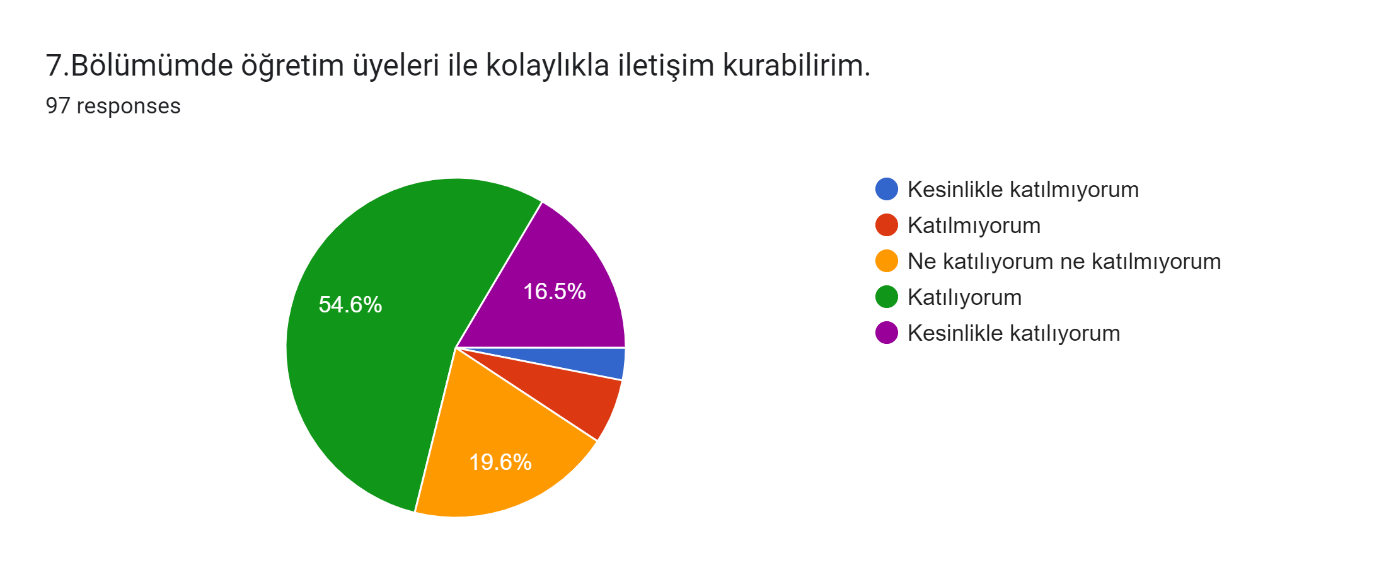 7.Bölümümde öğretim üyeleri ile kolaylıkla iletişim kurabilirim.
97 responses
Kesinlikle katılmıyorum
Katılmıyorum
Ne katılıyorum ne katılmıyorum
Katılıyorum
Kesinlikle katılıyorum
54.6%
16.5%
19.6%